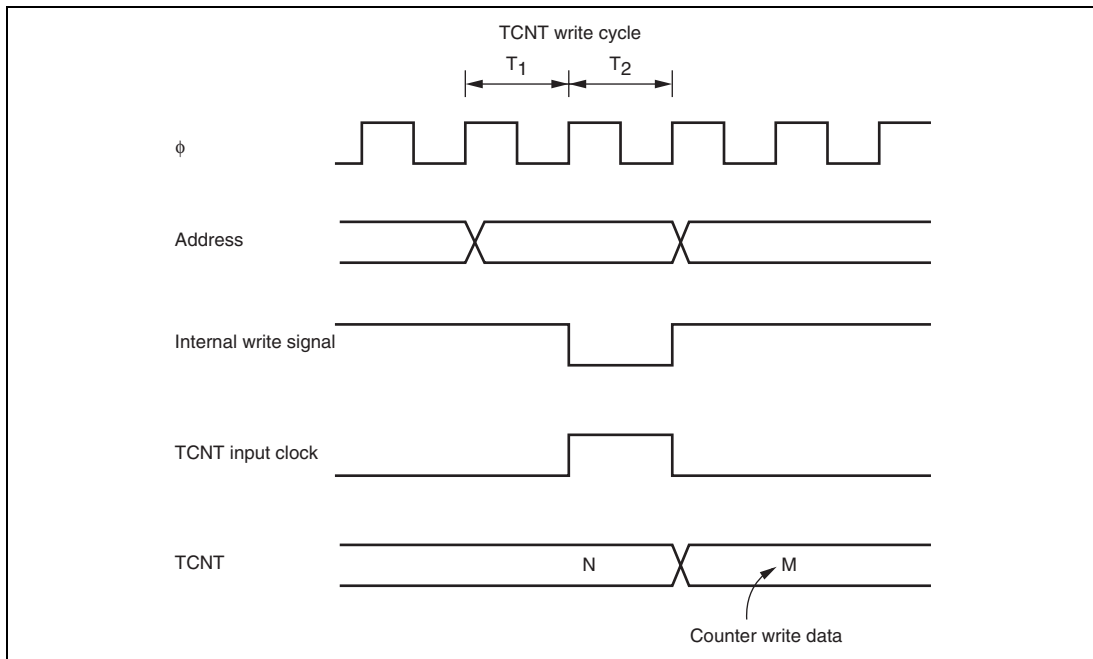 TCNT write cycle
T1 T2
ϕ
Address
Internal write signal
TCNT input clock
TCNT N M
Counter write data